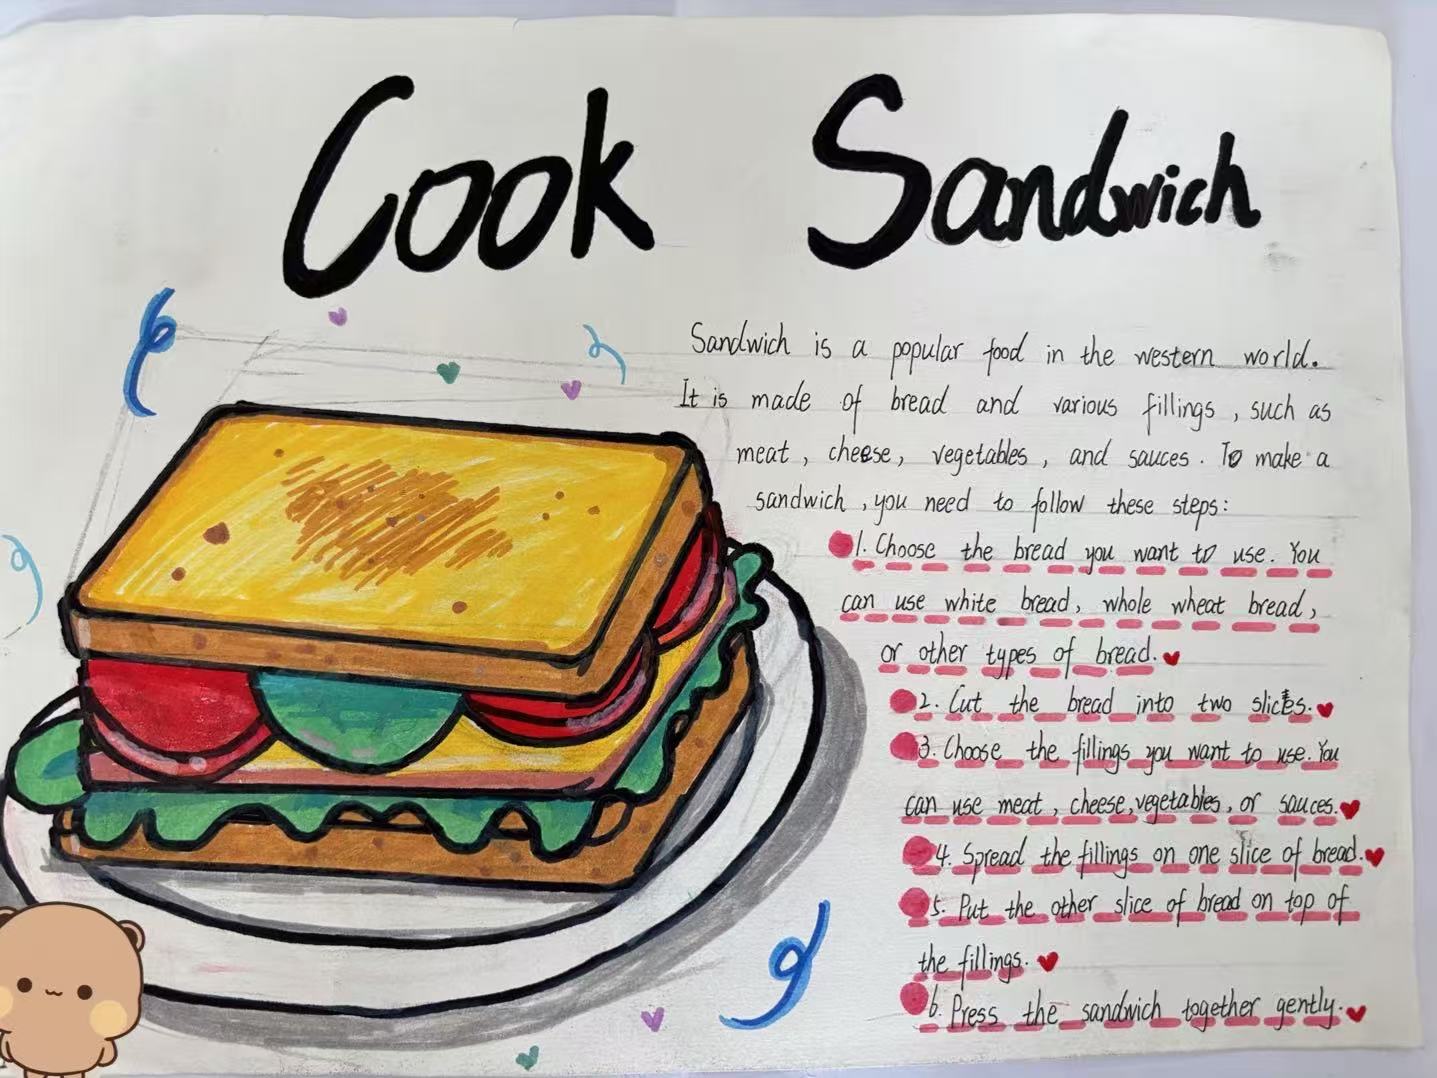 Cook Sandwich
Sandwich is a popular food in the western world.
It is made of bread and various fillings, such as
meat, cheese, vegetables, and sauces. To make a
sandwich, you need to follow these steps:
1. Choose the bread you want to use. You
can use white bread, whole wheat bread,
or other types of bread.
2. Cut the bread into two slices.
3. Choose the fillings you want to use. You
can use meat, cheese, vegetables, or sauces.
4. Spread the fillings on one slice of bread.
5. Put the other slice of bread on top of
the fillings.
6. Press the sandwich together gently.